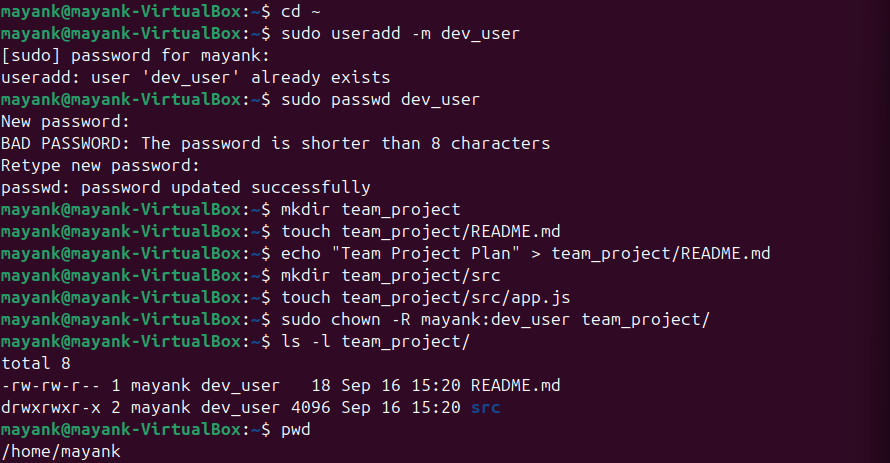 mayank@mayank-VirtualBox:~$ cd ~
mayank@mayank-VirtualBox:~$ sudo useradd -m dev_user
[sudo] password for mayank:
useradd: user 'dev_user' already exists
mayank@mayank-VirtualBox:~$ sudo passwd dev_user
New password:
BAD PASSWORD: The password is shorter than 8 characters
Retype new password:
passwd: password updated successfully
mayank@mayank-VirtualBox:~$ mkdir team_project
mayank@mayank-VirtualBox:~$ touch team_project/README.md
mayank@mayank-VirtualBox:~$ echo "Team Project Plan" > team_project/README.md
mayank@mayank-VirtualBox:~$ mkdir team_project/src
mayank@mayank-VirtualBox:~$ touch team_project/src/app.js
mayank@mayank-VirtualBox:~$ sudo chown -R mayank:dev_user team_project/
mayank@mayank-VirtualBox:~$ ls -l team_project/
total 8
-rw-rw-r-- 1 mayank dev_user   18 Sep 16 15:20 README.md
drwxrwxr-x 2 mayank dev_user 4096 Sep 16 15:20 src
mayank@mayank-VirtualBox:~$ pwd
/home/mayank